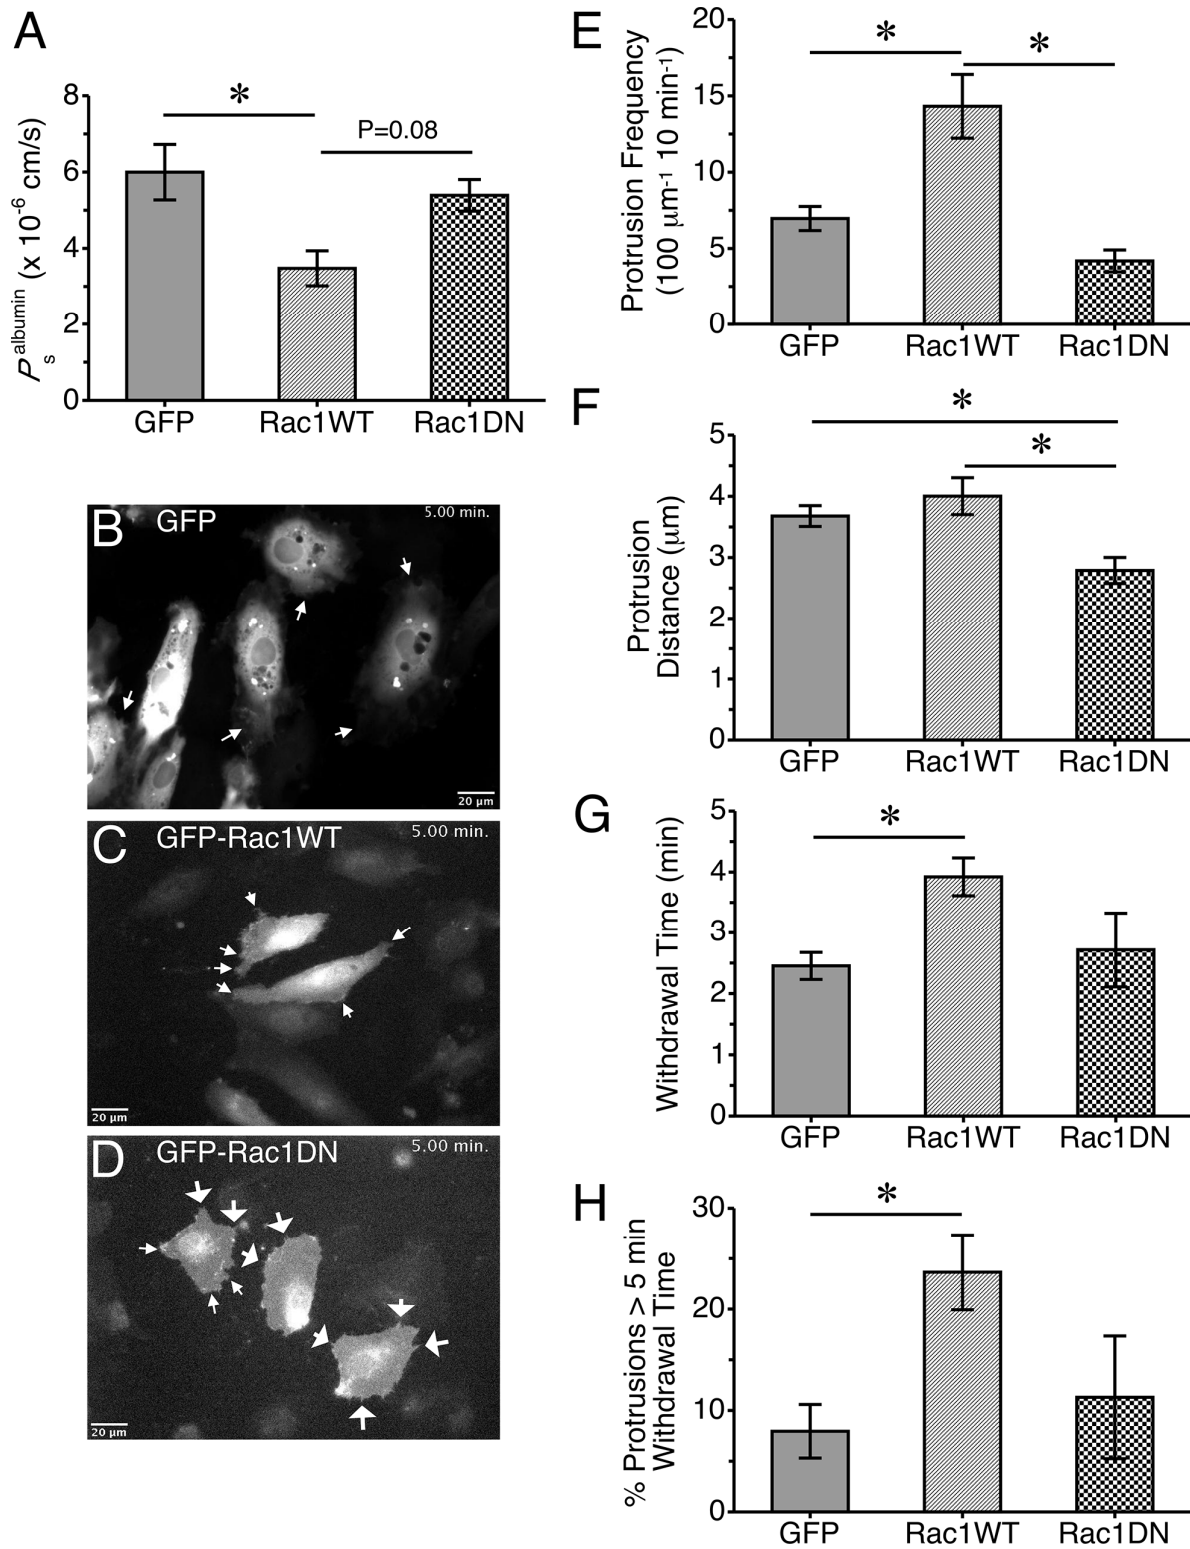 A
8
6
4
2
0
P s albumin (x 10-6 cm/s)
*
P=0.08
GFP Rac1WT Rac1DN
B GFP 5.00 min.
20 µm
C GFP-Rac1WT 5.00 min.
20 µm
D GFP-Rac1DN 5.00 min.
20 µm
E
20
15
10
5
0
Protrusion Frequency
(100 µm-1 10 min-1)
* *
GFP Rac1WT Rac1DN
F
5
4
3
2
1
0
Protrusion
Distance (µm)
*
*
GFP Rac1WT Rac1DN
G
5
4
3
2
1
0
Withdrawal Time (min)
*
GFP Rac1WT Rac1DN
H
30
20
10
0
% Protrusions > 5 min
Withdrawal Time
*
GFP Rac1WT Rac1DN